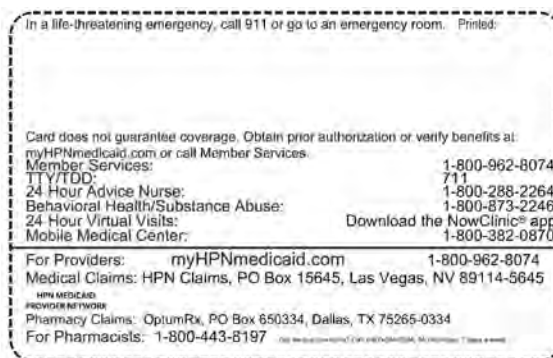 In a life-threatening emergency, call 911 or go to an emergency room. Printed:
Card does not guarantee coverage. Obtain prior authorization or verify benefits at
myHPNmedicaid.com or call Member Services.
Member Services: 1-800-962-8074
TTY/TDD: 711
24 Hour Advice Nurse: 1-800-288-2264
Behavioral Health/Substance Abuse: 1-800-873-2246
24 Hour Virtual Visits: Download the NowClinic® app
Mobile Medical Center: 1-800-382-0870
For Providers: myHPNmedicaid.com 1-800-962-8074
Medical Claims: HPN Claims, PO Box 15645, Las Vegas, NV 89114-5645
HPN MEDICAID
PROVIDER NETWORK
Pharmacy Claims: OptumRx, PO Box 650334, Dallas, TX 75265-0334
For Pharmacists: 1-800-443-8197